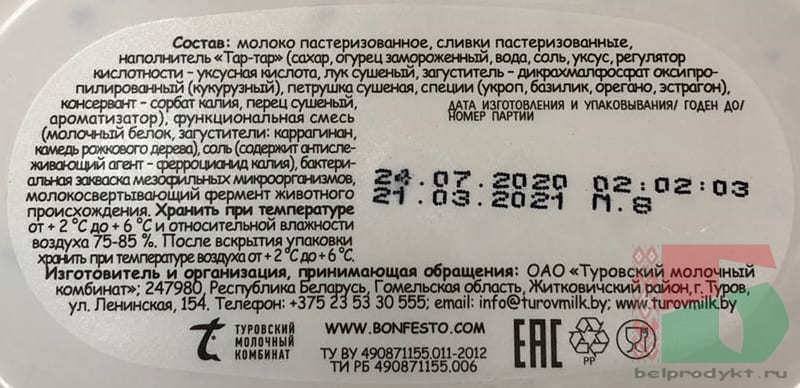 Состав: молоко пастеризованное, сливки пастеризованные,
наполнитель «Тар-тар» (сахар, огурец замороженный, вода, соль, уксус, регулятор
кислотности – уксусная кислота, лук сушеный, загуститель – дикрахмалфосфат оксипро-
пилированный (кукурузный), петрушка сушеная, специи (укроп, базилик, орегано, эстрагон),
консервант – сорбат калия, перец сушеный,
ароматизатор), функциональная смесь
(молочный белок, загустители: каррагинан,
камедь рожкового дерева), соль (содержит антисле-
живающий агент – ферроцианид калия), бактери-
альная закваска мезофильных микроорганизмов,
молокосвертывающий фермент животного
происхождения. Хранить при температуре
от + 2 °С до + 6 °С и относительной влажности
воздуха 75-85 %. После вскрытия упаковки
хранить при температуре воздуха от + 2 °С до + 6 °С.
ДАТА ИЗГОТОВЛЕНИЯ И УПАКОВЫВАНИЯ/ ГОДЕН ДО/
НОМЕР ПАРТИИ
24.07.2020 02:02:03
21.03.2021 П.8
Изготовитель и организация, принимающая обращения: ОАО «Туровский молочный
комбинат»; 247980, Республика Беларусь, Гомельская область, Житковичский район, г. Туров,
ул. Ленинская, 154. Телефон: +375 23 53 30 555; email: info@turovmilk.by; www.turovmilk.by
ТУРОВСКИЙ
МОЛОЧНЫЙ
КОМБИНАТ
WWW.BONFESTO.COM
ТУ BY 490871155.011-2012
ТИ РБ 490871155.006
EAC
5
PP
belprodykt.ru